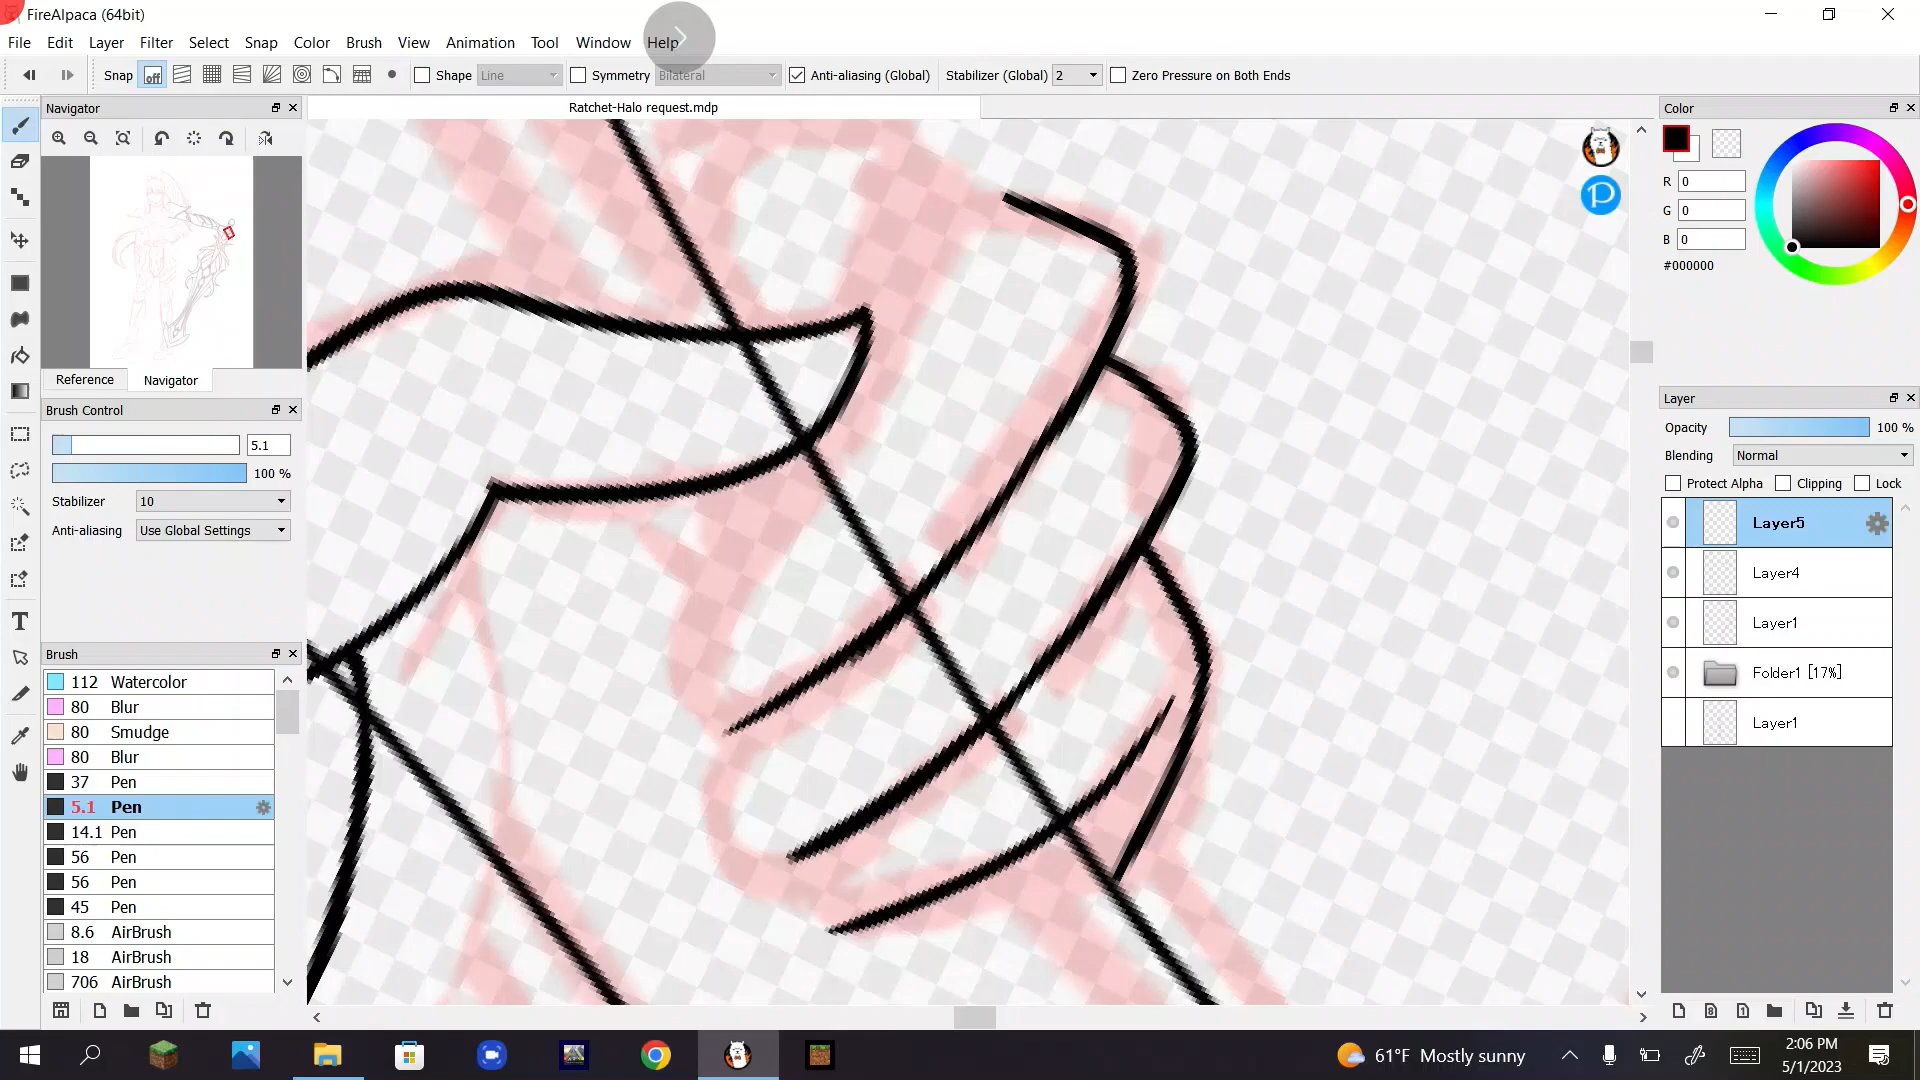 FireAlpaca (64bit)
File Edit Layer Filter Select Snap Color Brush View Animation Tool Window Help
Snap off Shape Line Symmetry Bilateral Anti-aliasing (Global) Stabilizer (Global) 2 Zero Pressure on Both Ends
Navigator
Ratchet-Halo request.mdp
Color
R 0
G 0
B 0
#000000
Reference Navigator
Brush Control
5.1
100 %
Stabilizer 10
Anti-aliasing Use Global Settings
Brush
112 Watercolor
80 Blur
80 Smudge
80 Blur
37 Pen
5.1 Pen
14.1 Pen
56 Pen
56 Pen
45 Pen
8.6 AirBrush
18 AirBrush
706 AirBrush
Layer
Opacity 100 %
Blending Normal
Protect Alpha Clipping Lock
Layer5
Layer4
Layer1
Folder1 [17%]
Layer1
61°F Mostly sunny
2:06 PM
5/1/2023